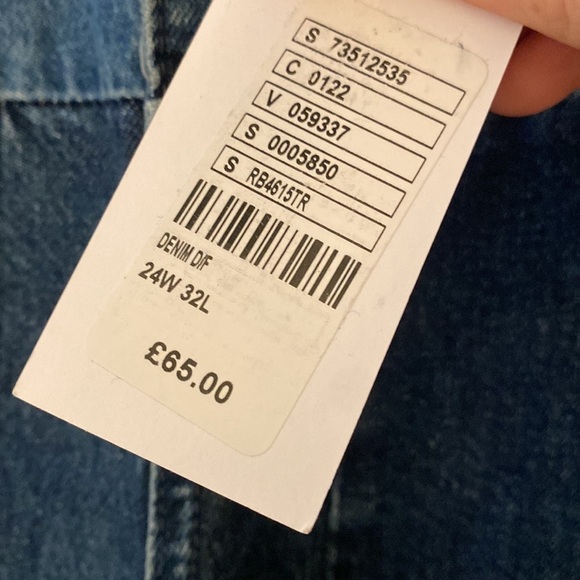 S 73512535
C 0122
V 059337
S 0005850
S RB4615TR
DENIM D/F
24W 32L
£65.00